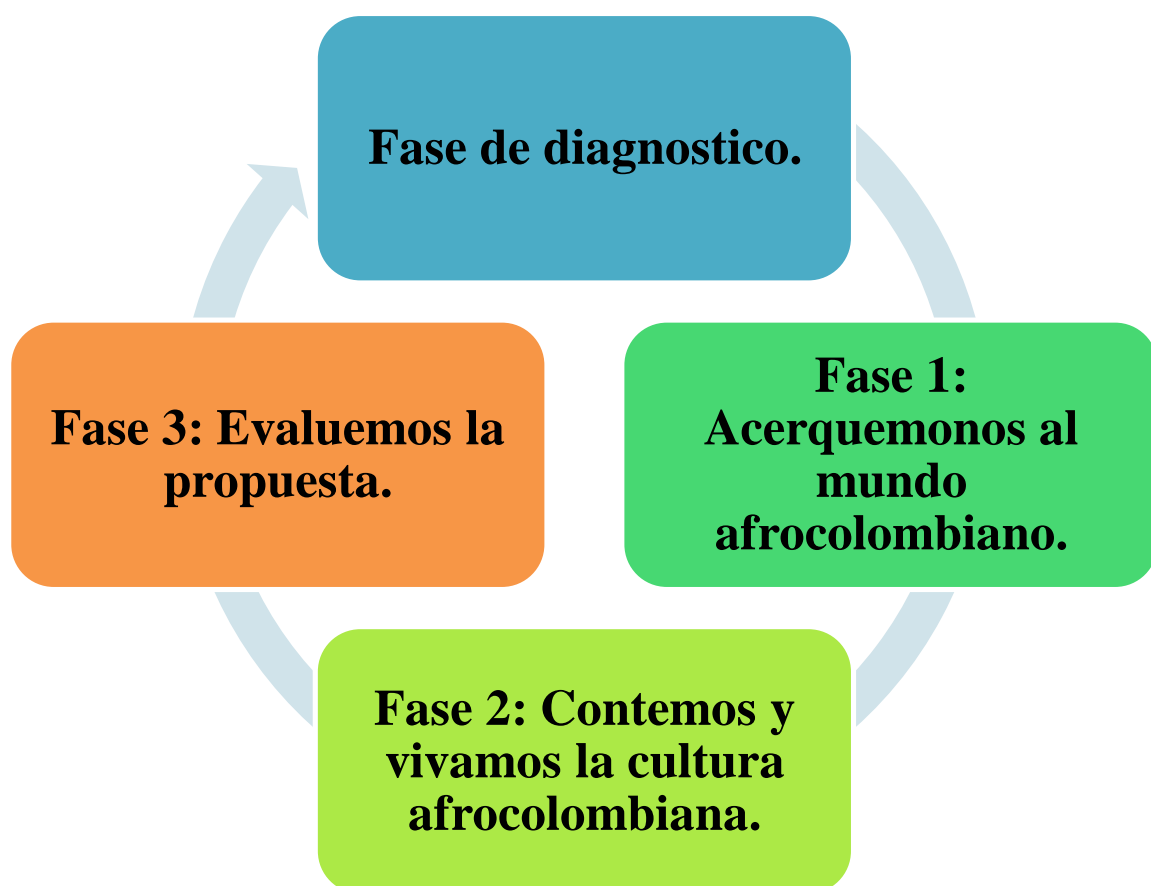 Fase de diagnostico.
Fase 1:
Acerquemonos al
mundo
afrocolombiano.
Fase 2: Contemos y
vivamos la cultura
afrocolombiana.
Fase 3: Evaluemos la
propuesta.